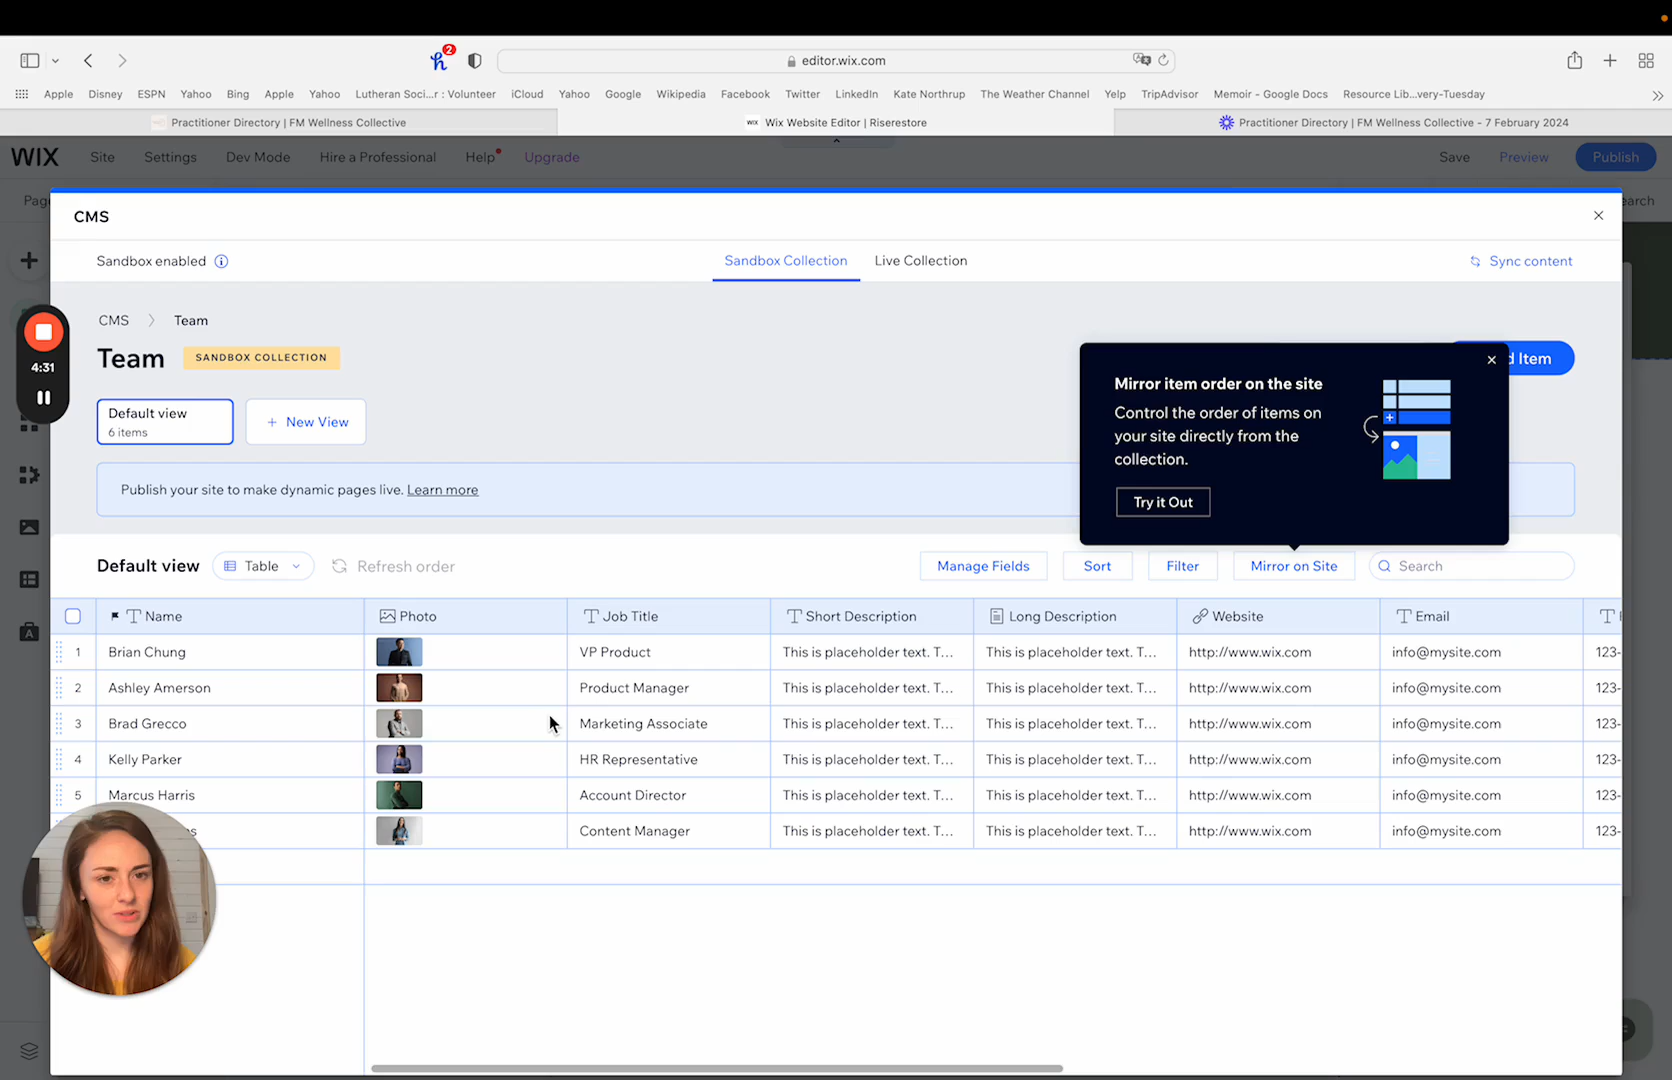 2
editor.wix.com
Apple Disney ESPN Yahoo Bing Apple Yahoo Lutheran Soci...r : Volunteer iCloud Yahoo Google Wikipedia Facebook Twitter LinkedIn Kate Northrup The Weather Channel Yelp TripAdvisor Memoir - Google Docs Resource Lib...very-Tuesday
Practitioner Directory | FM Wellness Collective
WIX Wix Website Editor | Riserestore
Practitioner Directory | FM Wellness Collective - 7 February 2024
WIX Site Settings Dev Mode Hire a Professional Help Upgrade Save Preview Publish
Pag
earch
CMS
Sandbox enabled
Sandbox Collection Live Collection
Sync content
CMS Team
Team SANDBOX COLLECTION
d Item
4:31
Default view
6 items
+ New View
Mirror item order on the site
Control the order of items on
your site directly from the
collection.
Try it Out
Publish your site to make dynamic pages live. Learn more
Default view Table Refresh order Manage Fields Sort Filter Mirror on Site Search
Name Photo Job Title Short Description Long Description Website Email
1 Brian Chung VP Product This is placeholder text. T... This is placeholder text. T... http://www.wix.com info@mysite.com 123-
2 Ashley Amerson Product Manager This is placeholder text. T... This is placeholder text. T... http://www.wix.com info@mysite.com 123-
3 Brad Grecco Marketing Associate This is placeholder text. T... This is placeholder text. T... http://www.wix.com info@mysite.com 123-
4 Kelly Parker HR Representative This is placeholder text. T... This is placeholder text. T... http://www.wix.com info@mysite.com 123-
5 Marcus Harris Account Director This is placeholder text. T... This is placeholder text. T... http://www.wix.com info@mysite.com 123-
Content Manager This is placeholder text. T... This is placeholder text. T... http://www.wix.com info@mysite.com 123-